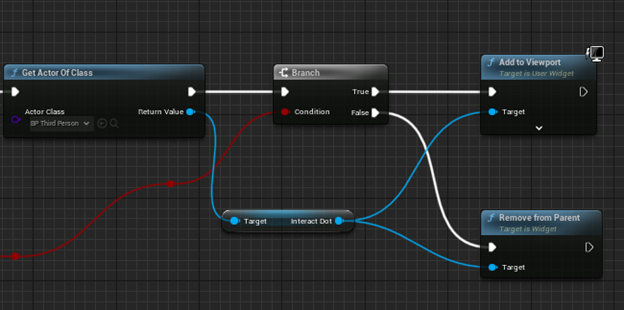 Get Actor Of Class
Actor Class
BP Third Person
Return Value
Branch
True
Condition
False
Add to Viewport
Target is User Widget
Target
Target
Interact Dot
Remove from Parent
Target is Widget
Target